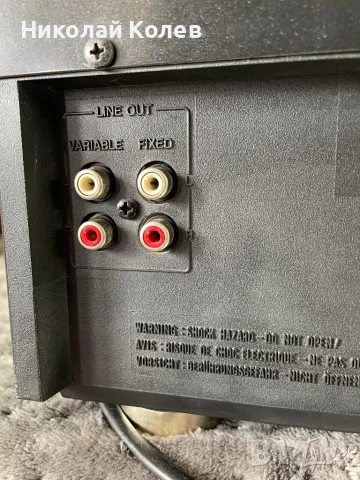 Николай Колев
LINE OUT
VARIABLE FIXED
WARNING : SHOCK HAZARD - DO NOT OPEN/
AVIS : RISQUE DE CHOC ELECTRIQUE - NE PAS
VORSICHT : BERÜHRUNGSGEFAHR - NICHT ÖFFNEN